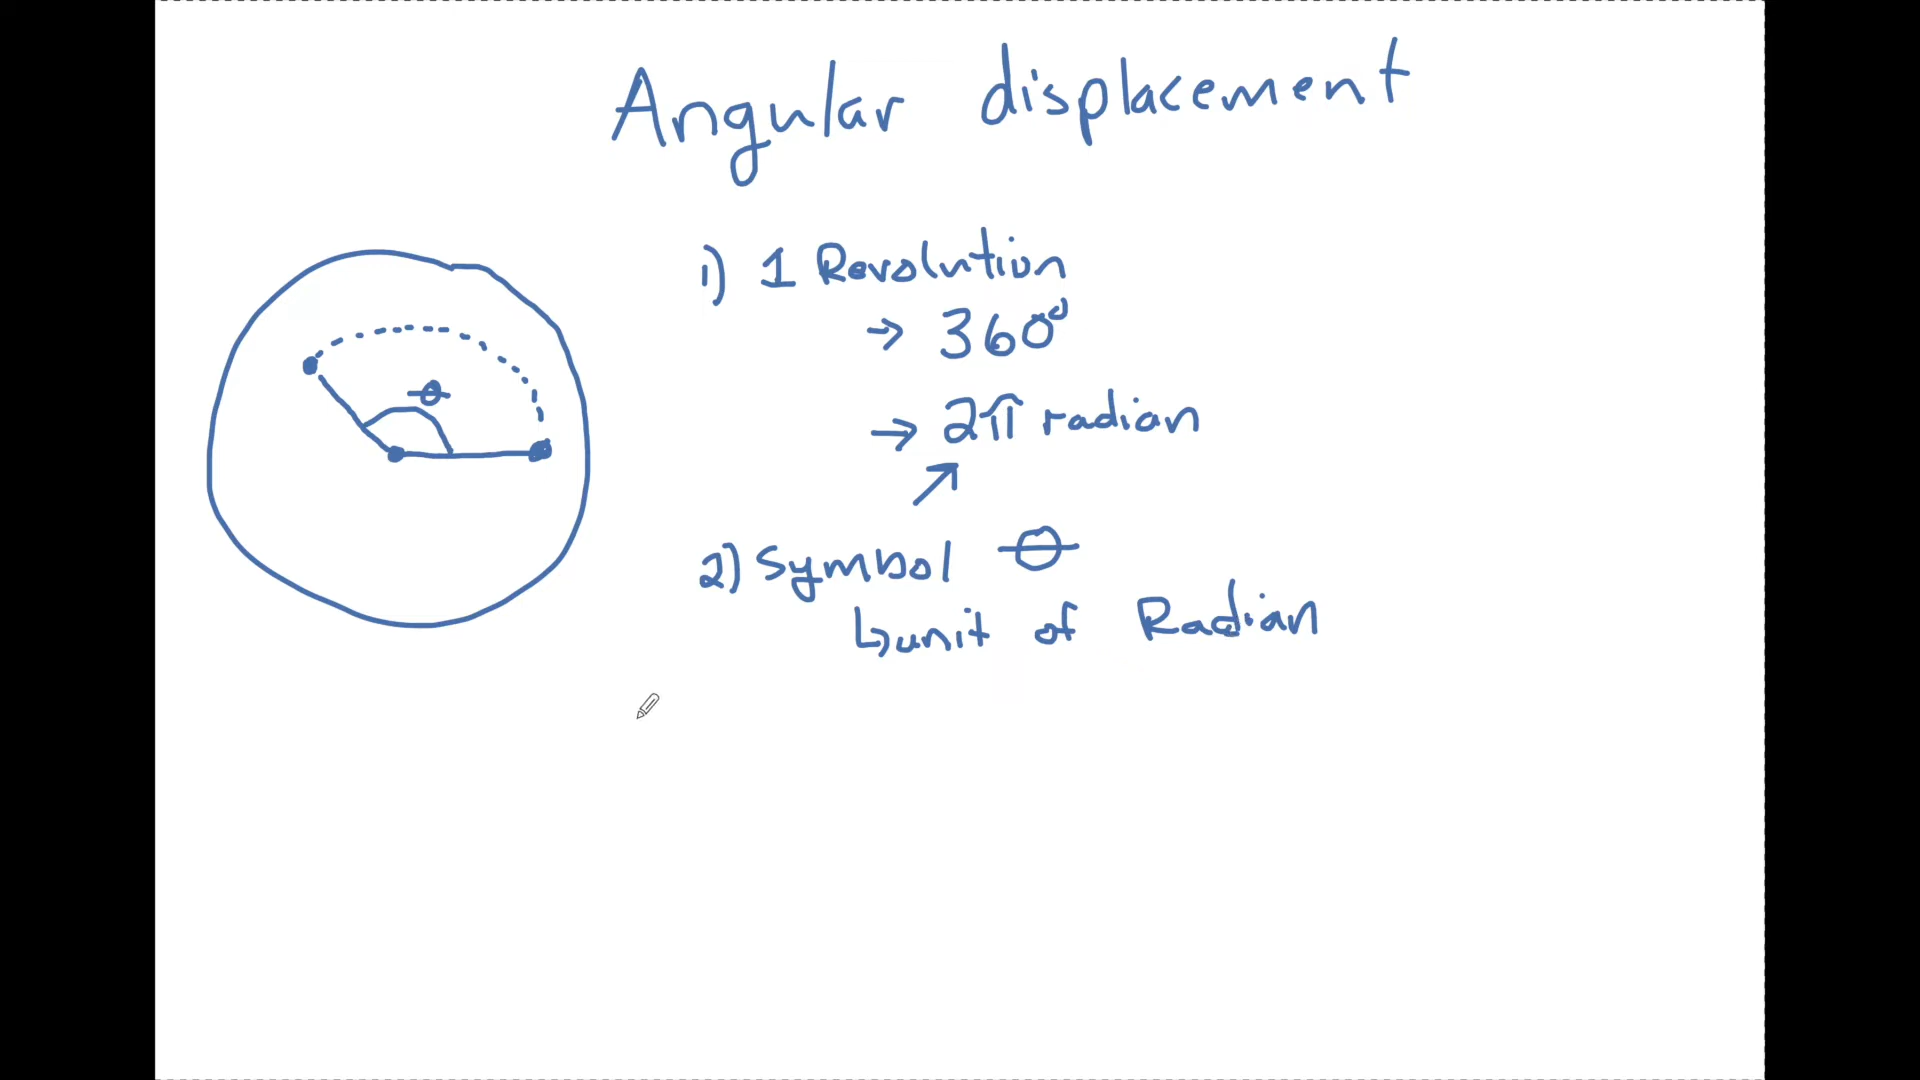 Angular displacement
1) 1 Revolution
→ 360°
θ
→ 2π radian
2) Symbol θ
↳ unit of Radian